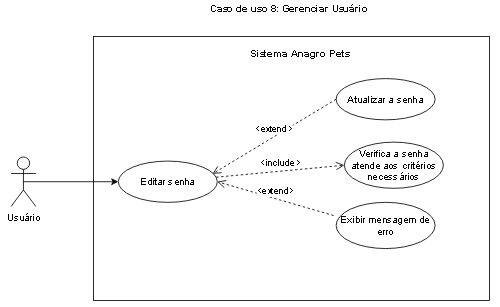 Caso de uso 8: Gerenciar Usuário
Sistema Anagro Pets
Atualizar a senha
<extend>
Verifica a senha
atende aos critérios
necessários
<include>
Editar senha
<extend>
Usuário
Exibir mensagem de
erro